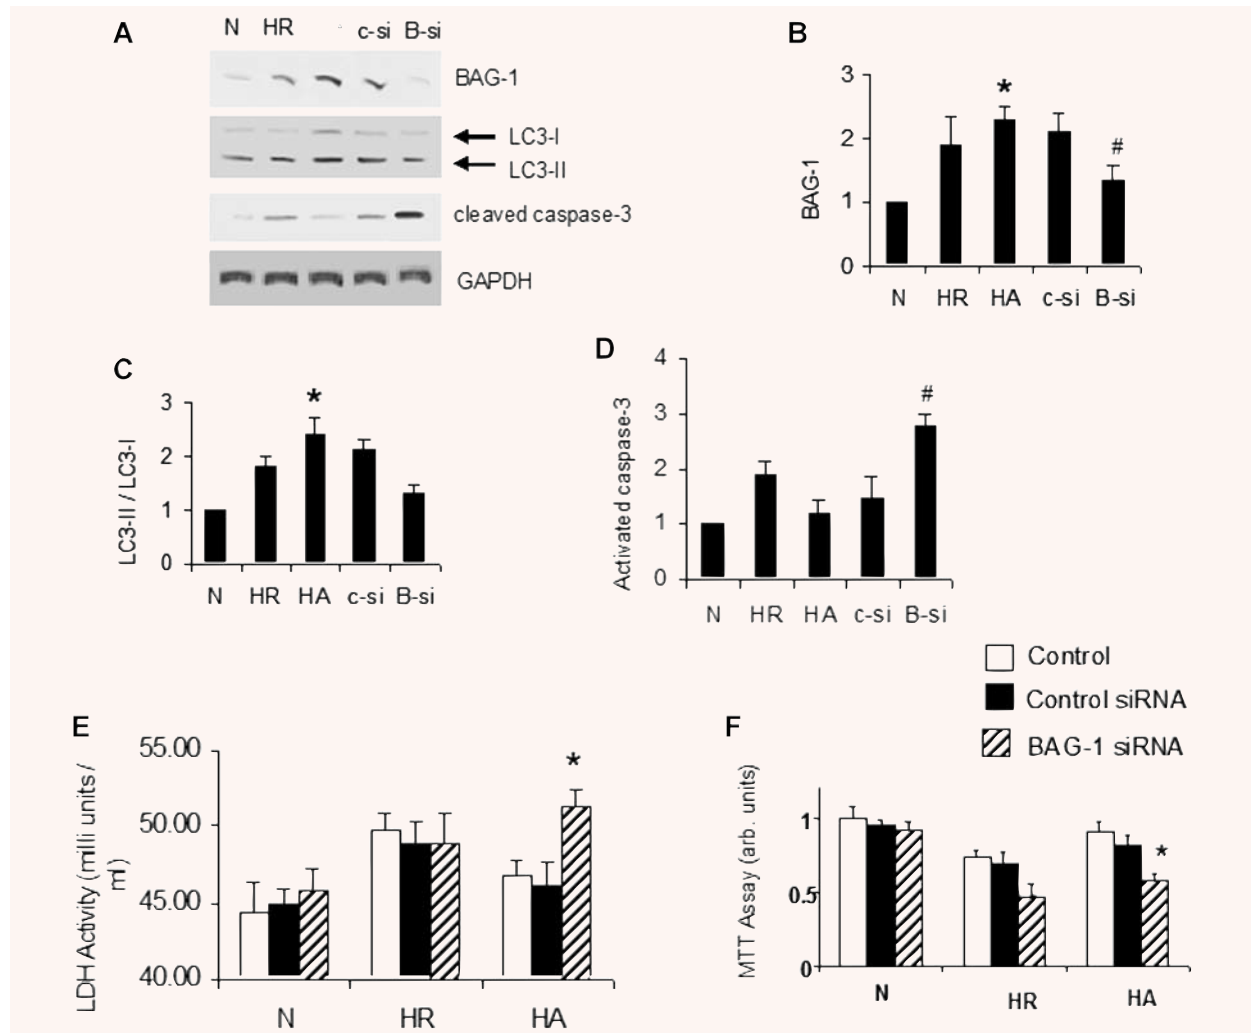 A
N HR c-si B-si
BAG-1
LC3-I
LC3-II
cleaved caspase-3
GAPDH
B
BAG-1
3
2
1
0
*
#
N HR HA c-si B-si
C
LC3-II / LC3-I
3
2
1
0
*
N HR HA c-si B-si
D
Activated caspase-3
4
3
2
1
0
#
N HR HA c-si B-si
Control
Control siRNA
BAG-1 siRNA
E
LDH Activity (milli units /
ml)
55.00
50.00
45.00
40.00
*
N HR HA
F
MTT Assay (arb. units)
1
0.5
0
*
N HR HA